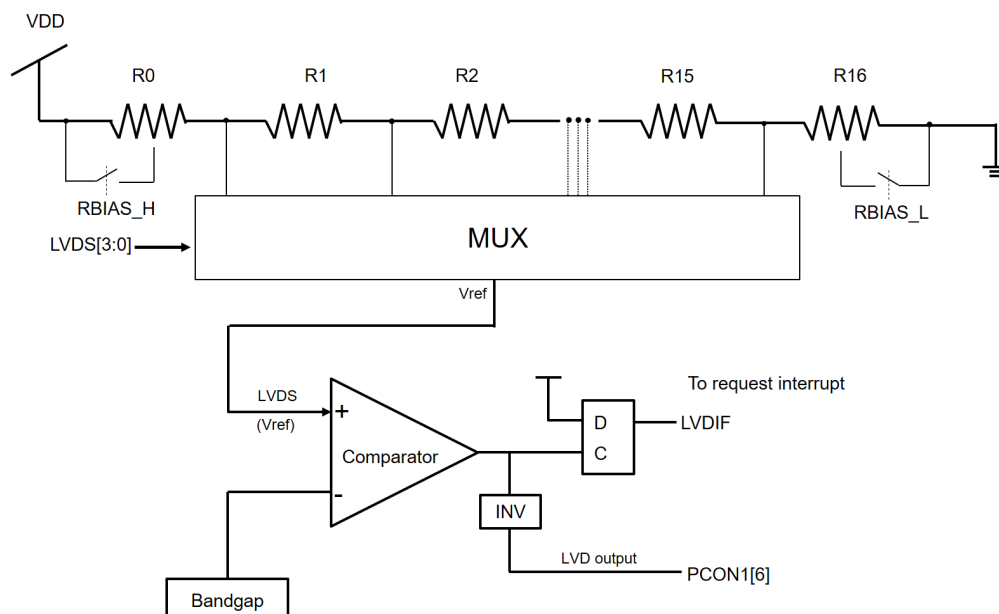 VDD
R0
R1
R2
R15
R16
RBIAS_H
RBIAS_L
LVDS[3:0]
MUX
Vref
LVDS
(Vref)
+
Comparator
-
To request interrupt
D
C
LVDIF
INV
LVD output
PCON1[6]
Bandgap